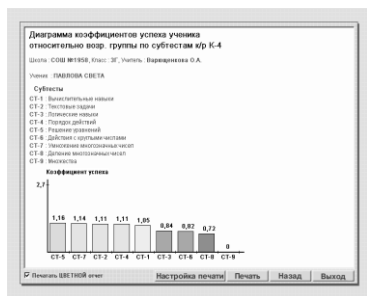 Диаграмма коэффициентов успеха ученика
относительно возр. группы по субтестам к/р К-4
Школа : СОШ №1950, Класс : 3Г, Учитель : Варварникова О.А.
Ученик : ПАВЛОВА СВЕТА
Субтесты
СТ-1 : Вычислительные навыки
СТ-2 : Текстовые задачи
СТ-3 : Логические навыки
СТ-4 : Порядок действий
СТ-5 : Решение уравнений
СТ-6 : Действия с круглыми числами
СТ-7 : Умножение многозначных чисел
СТ-8 : Деление многозначных чисел
СТ-9 : Множества
Коэффициент успеха
2,7
1,16 1,14 1,11 1,11 1,05 0,84 0,82 0,72 0
СТ-5 СТ-7 СТ-2 СТ-4 СТ-1 СТ-3 СТ-6 СТ-8 СТ-9
Печатать ЦВЕТНОЙ отчет Настройка печати Печать Назад Выход